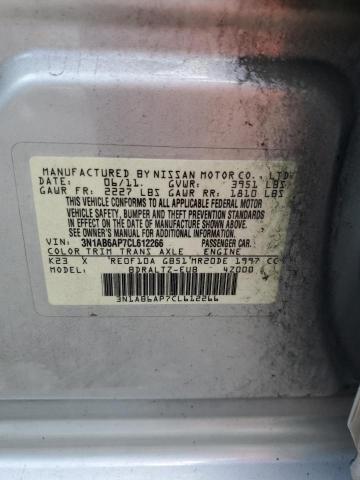 MANUFACTURED BY NISSAN MOTOR CO., LTD.
DATE: 06/11 GVWR: 3951 LBS
GAWR FR: 2227 LBS GAWR RR: 1810 LBS
THIS VEHICLE CONFORMS TO ALL APPLICABLE FEDERAL MOTOR
VEHICLE SAFETY, BUMPER AND THEFT PREVENTION STANDARDS
IN EFFECT ON THE DATE OF MANUFACTURE SHOWN ABOVE.
SEE OWNER'S MANUAL FOR MORE INFORMATION
3N1AB6AP7CL612266 PASSENGER CAR
COLOR TRIM TRANS AXLE ENGINE
K23 X RE0F10A GB51 MR20DE 1997 CC
MODEL: BDRALTZ-EUB 4Z000
3N1AB6AP7CL612266